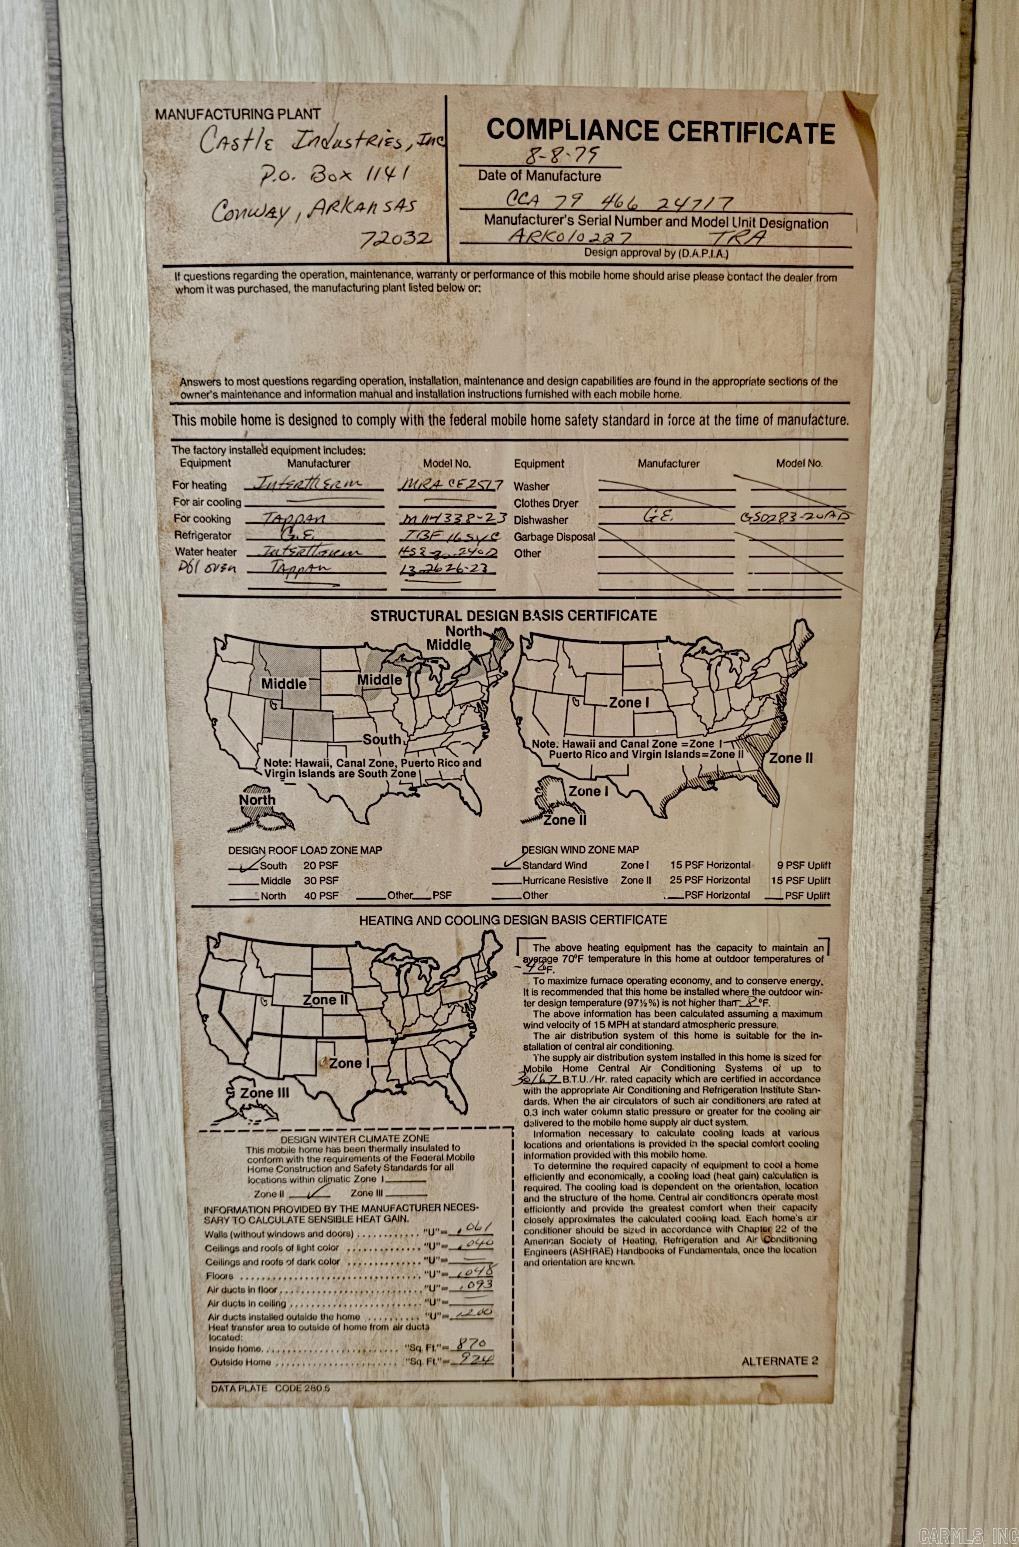 MANUFACTURING PLANT
Castle Industries, Inc
P.O. Box 1141
Conway, Arkansas
72032
COMPLIANCE CERTIFICATE
8-8-79
Date of Manufacture
CCA 79 466 24717
Manufacturer's Serial Number and Model Unit Designation
ARK010227 TRA
Design approval by (D.A.P.I.A.)
If questions regarding the operation, maintenance, warranty or performance of this mobile home should arise please contact the dealer from
whom it was purchased, the manufacturing plant listed below or:
Answers to most questions regarding operation, installation, maintenance and design capabilities are found in the appropriate sections of the
owner's maintenance and information manual and installation instructions furnished with each mobile home.
This mobile home is designed to comply with the federal mobile home safety standard in force at the time of manufacture.
The factory installed equipment includes:
Equipment Manufacturer Model No. Equipment Manufacturer Model No.
For heating Intertherm MRA CE2517 Washer
For air cooling Clothes Dryer
For cooking Tappan 338-23 Dishwasher G.E. GSD283-20AD
Refrigerator G.E. Garbage Disposal
Water heater Intertherm Other
Dbl oven Tappan 13-2626-23
STRUCTURAL DESIGN BASIS CERTIFICATE
North
Middle
Middle
Middle
South
Note: Hawaii, Canal Zone, Puerto Rico and
Virgin Islands are South Zone
North
Zone I
Note. Hawaii and Canal Zone =Zone I
Puerto Rico and Virgin Islands=Zone II
Zone II
Zone I
Zone II
DESIGN ROOF LOAD ZONE MAP
South 20 PSF
Middle 30 PSF
North 40 PSF Other PSF
DESIGN WIND ZONE MAP
Standard Wind Zone I 15 PSF Horizontal 9 PSF Uplift
Hurricane Resistive Zone II 25 PSF Horizontal 15 PSF Uplift
Other PSF Horizontal PSF Uplift
HEATING AND COOLING DESIGN BASIS CERTIFICATE
Zone II
Zone I
Zone III
DESIGN WINTER CLIMATE ZONE
This mobile home has been thermally insulated to
conform with the requirements of the Federal Mobile
Home Construction and Safety Standards for all
locations within climatic Zone I
Zone II Zone III
INFORMATION PROVIDED BY THE MANUFACTURER NECES-
SARY TO CALCULATE SENSIBLE HEAT GAIN.
Walls (without windows and doors) "U"= .061
Ceilings and roofs of light color "U"= .040
Ceilings and roofs of dark color "U"=
Floors "U"= .048
Air ducts in floor "U"= .093
Air ducts in ceiling "U"=
Air ducts installed outside the home "U"= .200
Heat transfer area to outside of home from air ducts
located:
Inside home "Sq. Ft."= 870
Outside Home "Sq. Ft."= 924
The above heating equipment has the capacity to maintain an
average 70°F temperature in this home at outdoor temperatures of
-40°F.
To maximize furnace operating economy, and to conserve energy,
it is recommended that this home be installed where the outdoor win-
ter design temperature (97½%) is not higher than -8°F.
The above information has been calculated assuming a maximum
wind velocity of 15 MPH at standard atmospheric pressure.
The air distribution system of this home is suitable for the in-
stallation of central air conditioning.
The supply air distribution system installed in this home is sized for
Mobile Home Central Air Conditioning Systems of up to
30167 B.T.U./Hr. rated capacity which are certified in accordance
with the appropriate Air Conditioning and Refrigeration Institute Stan-
dards. When the air circulators of such air conditioners are rated at
0.3 inch water column static pressure or greater for the cooling air
delivered to the mobile home supply air duct system.
Information necessary to calculate cooling loads at various
locations and orientations is provided in the special comfort cooling
information provided with this mobile home.
To determine the required capacity of equipment to cool a home
efficiently and economically, a cooling load (heat gain) calculation is
required. The cooling load is dependent on the orientation, location
and the structure of the home. Central air conditioners operate most
efficiently and provide the greatest comfort when their capacity
closely approximates the calculated cooling load. Each home's air
conditioner should be sized in accordance with Chapter 22 of the
American Society of Heating, Refrigeration and Air Conditioning
Engineers (ASHRAE) Handbooks of Fundamentals, once the location
and orientation are known.
ALTERNATE 2
DATA PLATE CODE 280.5
CARMLS, INC